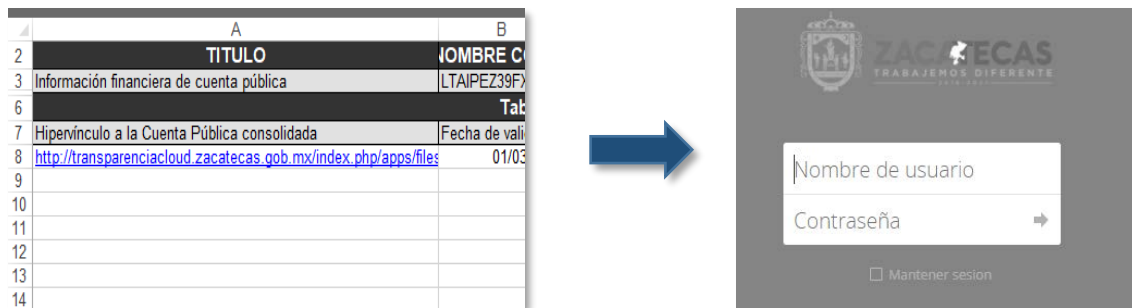 A B
2 TITULO NOMBRE CO
3 Información financiera de cuenta pública LTAIPEZ39FX
6 Tab
7 Hipervínculo a la Cuenta Pública consolidada Fecha de vali
8 http://transparenciacloud.zacatecas.gob.mx/index.php/apps/files 01/03
9
10
11
12
13
14
ZACATECAS
TRABAJEMOS DIFERENTE
Nombre de usuario
Contraseña
Mantener sesion